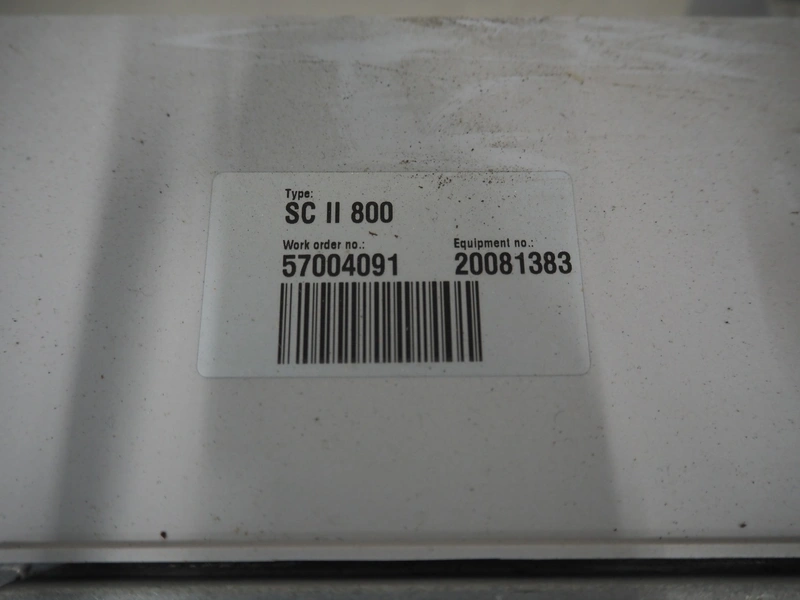 Type:
SC II 800
Work order no.: Equipment no.:
57004091 20081383